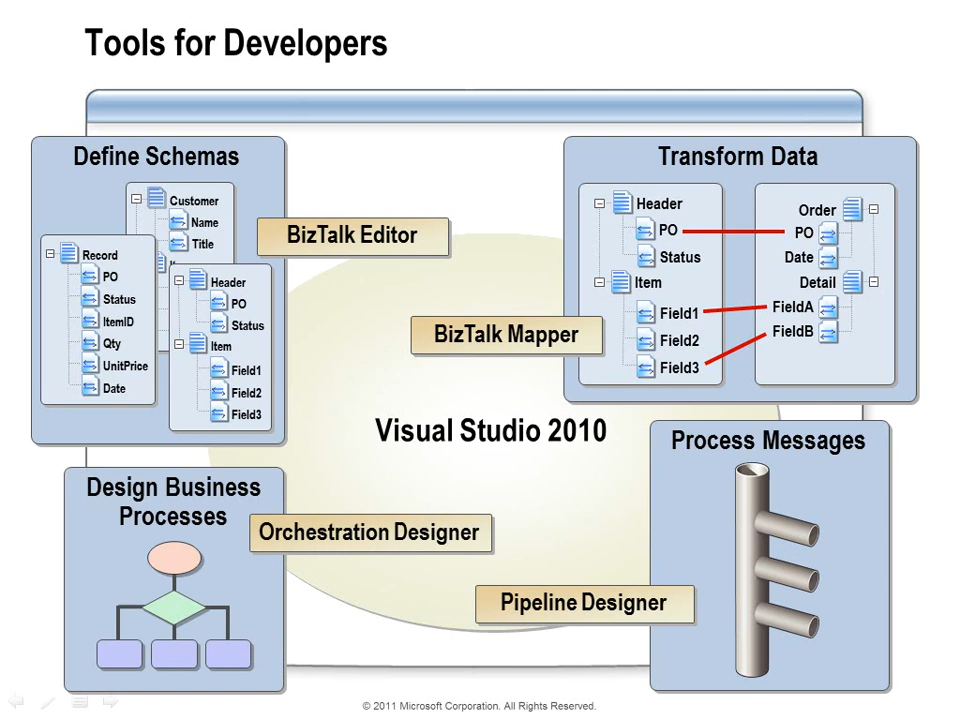 Tools for Developers
Define Schemas
Customer
Name
Title
Record
PO
Status
ItemID
Qty
UnitPrice
Date
Header
PO
Status
Item
Field1
Field2
Field3
BizTalk Editor
Transform Data
Header
PO
Status
Item
Field1
Field2
Field3
Order
PO
Date
Detail
FieldA
FieldB
BizTalk Mapper
Visual Studio 2010
Design Business
Processes
Orchestration Designer
Process Messages
Pipeline Designer
© 2011 Microsoft Corporation. All Rights Reserved.